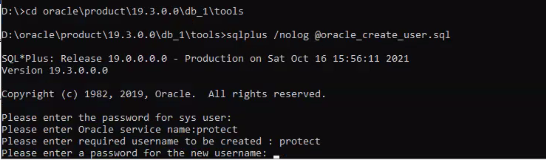 D:\>cd oracle\product\19.3.0.0\db_1\tools
D:\oracle\product\19.3.0.0\db_1\tools>sqlplus /nolog @oracle_create_user.sql
SQL*Plus: Release 19.0.0.0.0 - Production on Sat Oct 16 15:56:11 2021
Version 19.3.0.0.0
Copyright (c) 1982, 2019, Oracle.  All rights reserved.
Please enter the password for sys user:
Please enter Oracle service name:protect
Please enter required username to be created : protect
Please enter a password for the new username: